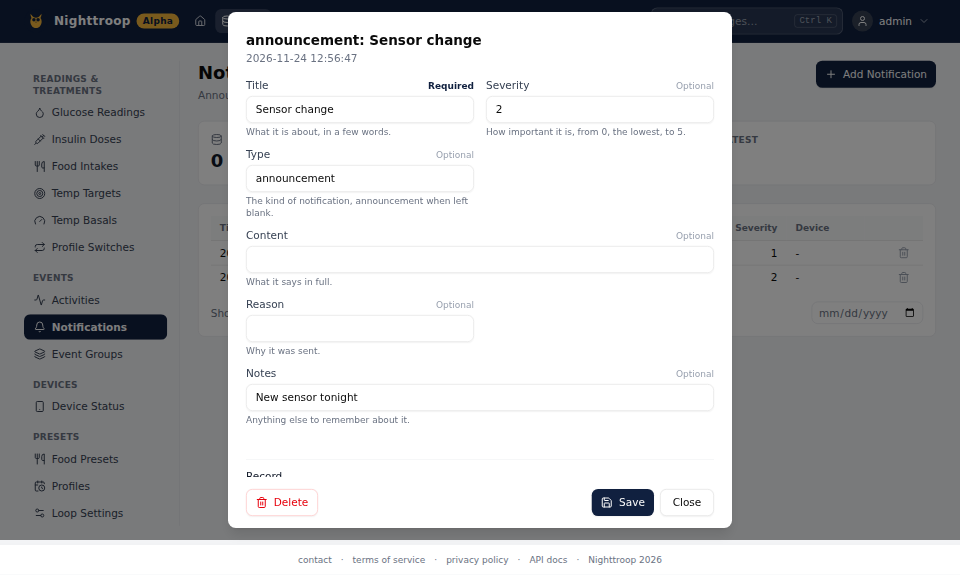 Nighttroop Alpha
Ctrl K
admin
READINGS &
TREATMENTS
Glucose Readings
Insulin Doses
Food Intakes
Temp Targets
Temp Basals
Profile Switches
EVENTS
Activities
Notifications
Event Groups
DEVICES
Device Status
PRESETS
Food Presets
Profiles
Loop Settings
Add Notification
0
Severity Device
1 -
2 -
mm/dd/yyyy
announcement: Sensor change
2026-11-24 12:56:47
Title Required
Sensor change
What it is about, in a few words.
Severity Optional
2
How important it is, from 0, the lowest, to 5.
Type Optional
announcement
The kind of notification, announcement when left
blank.
Content Optional
What it says in full.
Reason Optional
Why it was sent.
Notes Optional
New sensor tonight
Anything else to remember about it.
Record
Delete
Save
Close
contact · terms of service · privacy policy · API docs · Nighttroop 2026